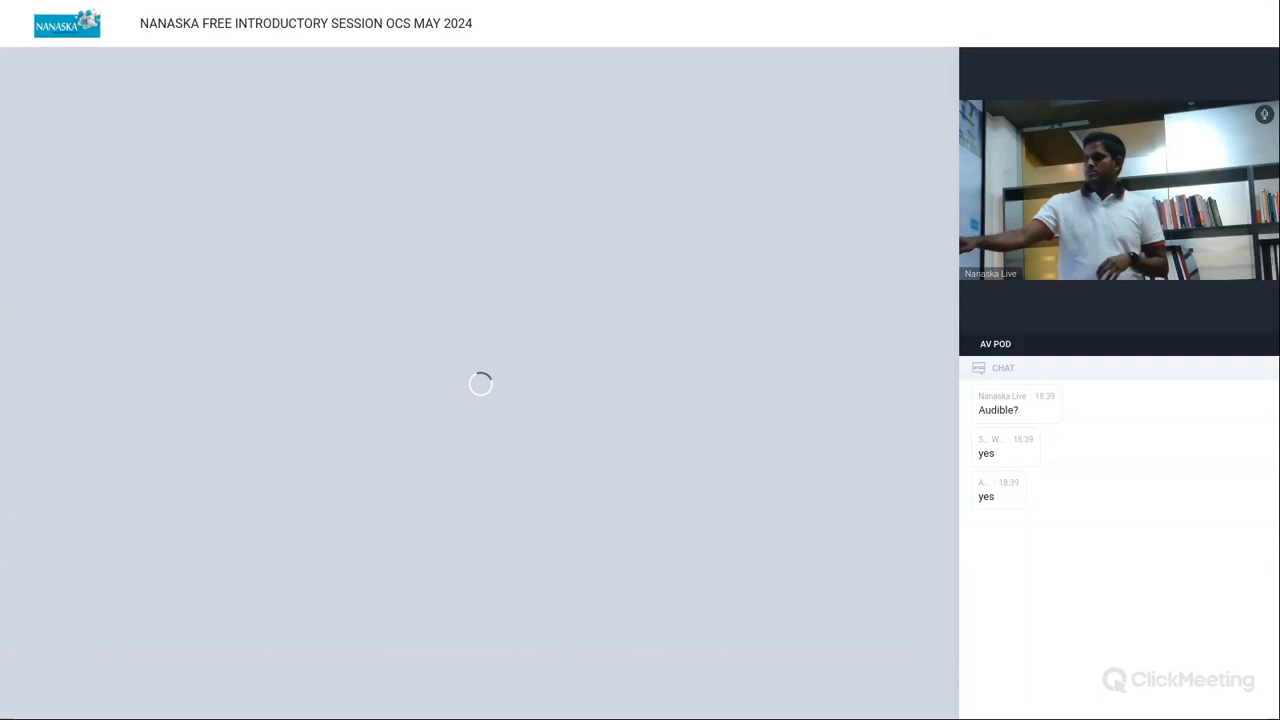 NANASKA
NANASKA FREE INTRODUCTORY SESSION OCS MAY 2024
Nanaska Live
AV POD
CHAT
Nanaska Live 18:39
Audible?
S... W... 18:39
yes
A... 18:39
yes
ClickMeeting